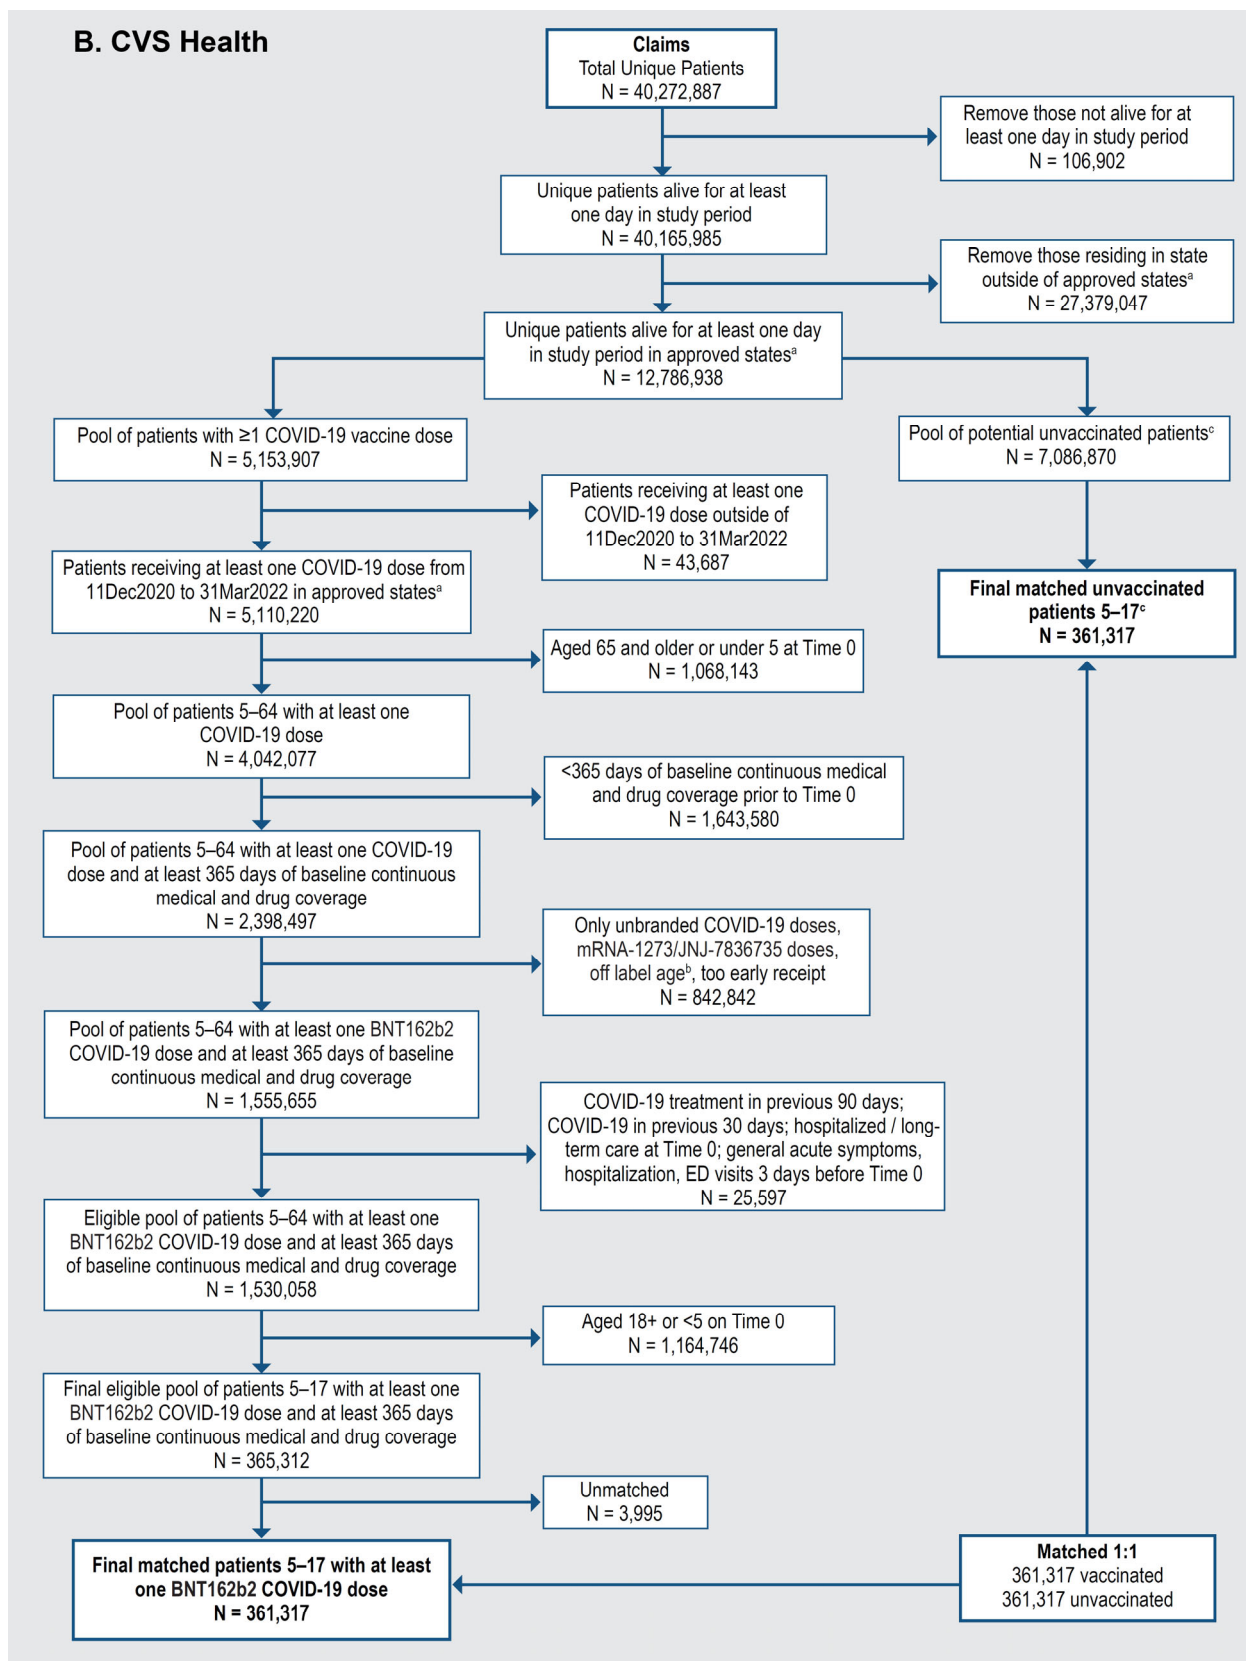 B. CVS Health
Claims
Total Unique Patients
N = 40,272,887
Remove those not alive for at
least one day in study period
N = 106,902
Unique patients alive for at least
one day in study period
N = 40,165,985
Remove those residing in state
outside of approved statesᵃ
N = 27,379,047
Unique patients alive for at least one day
in study period in approved statesᵃ
N = 12,786,938
Pool of patients with ≥1 COVID-19 vaccine dose
N = 5,153,907
Pool of potential unvaccinated patientsᶜ
N = 7,086,870
Patients receiving at least one
COVID-19 dose outside of
11Dec2020 to 31Mar2022
N = 43,687
Patients receiving at least one COVID-19 dose from
11Dec2020 to 31Mar2022 in approved statesᵃ
N = 5,110,220
Final matched unvaccinated
patients 5–17ᶜ
N = 361,317
Aged 65 and older or under 5 at Time 0
N = 1,068,143
Pool of patients 5–64 with at least one
COVID-19 dose
N = 4,042,077
<365 days of baseline continuous medical
and drug coverage prior to Time 0
N = 1,643,580
Pool of patients 5–64 with at least one COVID-19
dose and at least 365 days of baseline continuous
medical and drug coverage
N = 2,398,497
Only unbranded COVID-19 doses,
mRNA-1273/JNJ-7836735 doses,
off label ageᵇ, too early receipt
N = 842,842
Pool of patients 5–64 with at least one BNT162b2
COVID-19 dose and at least 365 days of baseline
continuous medical and drug coverage
N = 1,555,655
COVID-19 treatment in previous 90 days;
COVID-19 in previous 30 days; hospitalized / long-
term care at Time 0; general acute symptoms,
hospitalization, ED visits 3 days before Time 0
N = 25,597
Eligible pool of patients 5–64 with at least one
BNT162b2 COVID-19 dose and at least 365 days
of baseline continuous medical and drug coverage
N = 1,530,058
Aged 18+ or <5 on Time 0
N = 1,164,746
Final eligible pool of patients 5–17 with at least one
BNT162b2 COVID-19 dose and at least 365 days
of baseline continuous medical and drug coverage
N = 365,312
Unmatched
N = 3,995
Final matched patients 5–17 with at least
one BNT162b2 COVID-19 dose
N = 361,317
Matched 1:1
361,317 vaccinated
361,317 unvaccinated